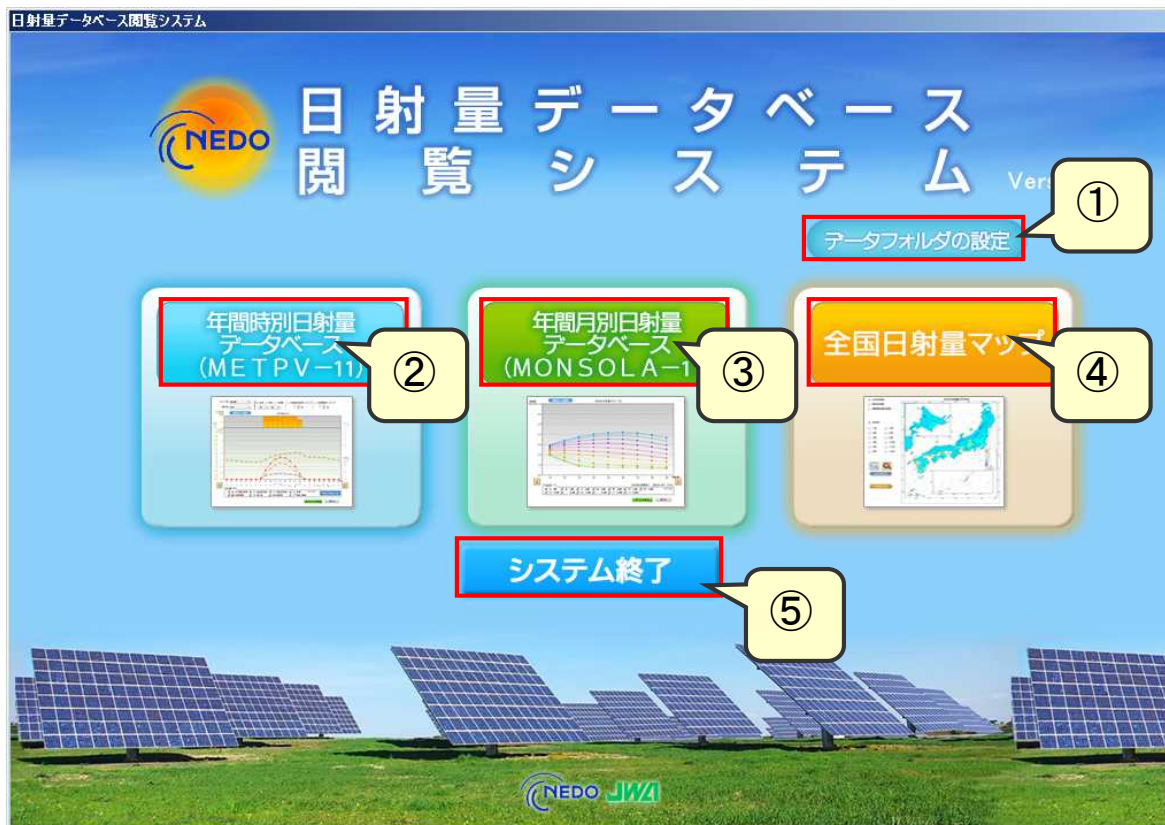 日射量データベース閲覧システム
NEDO
日射量データベース
閲覧システム
Vers
①
データフォルダの設定
年間時別日射量
データベース
(METPV-11)
②
年間月別日射量
データベース
(MONSOLA-1
③
全国日射量マップ
④
システム終了
⑤
NEDO JWA